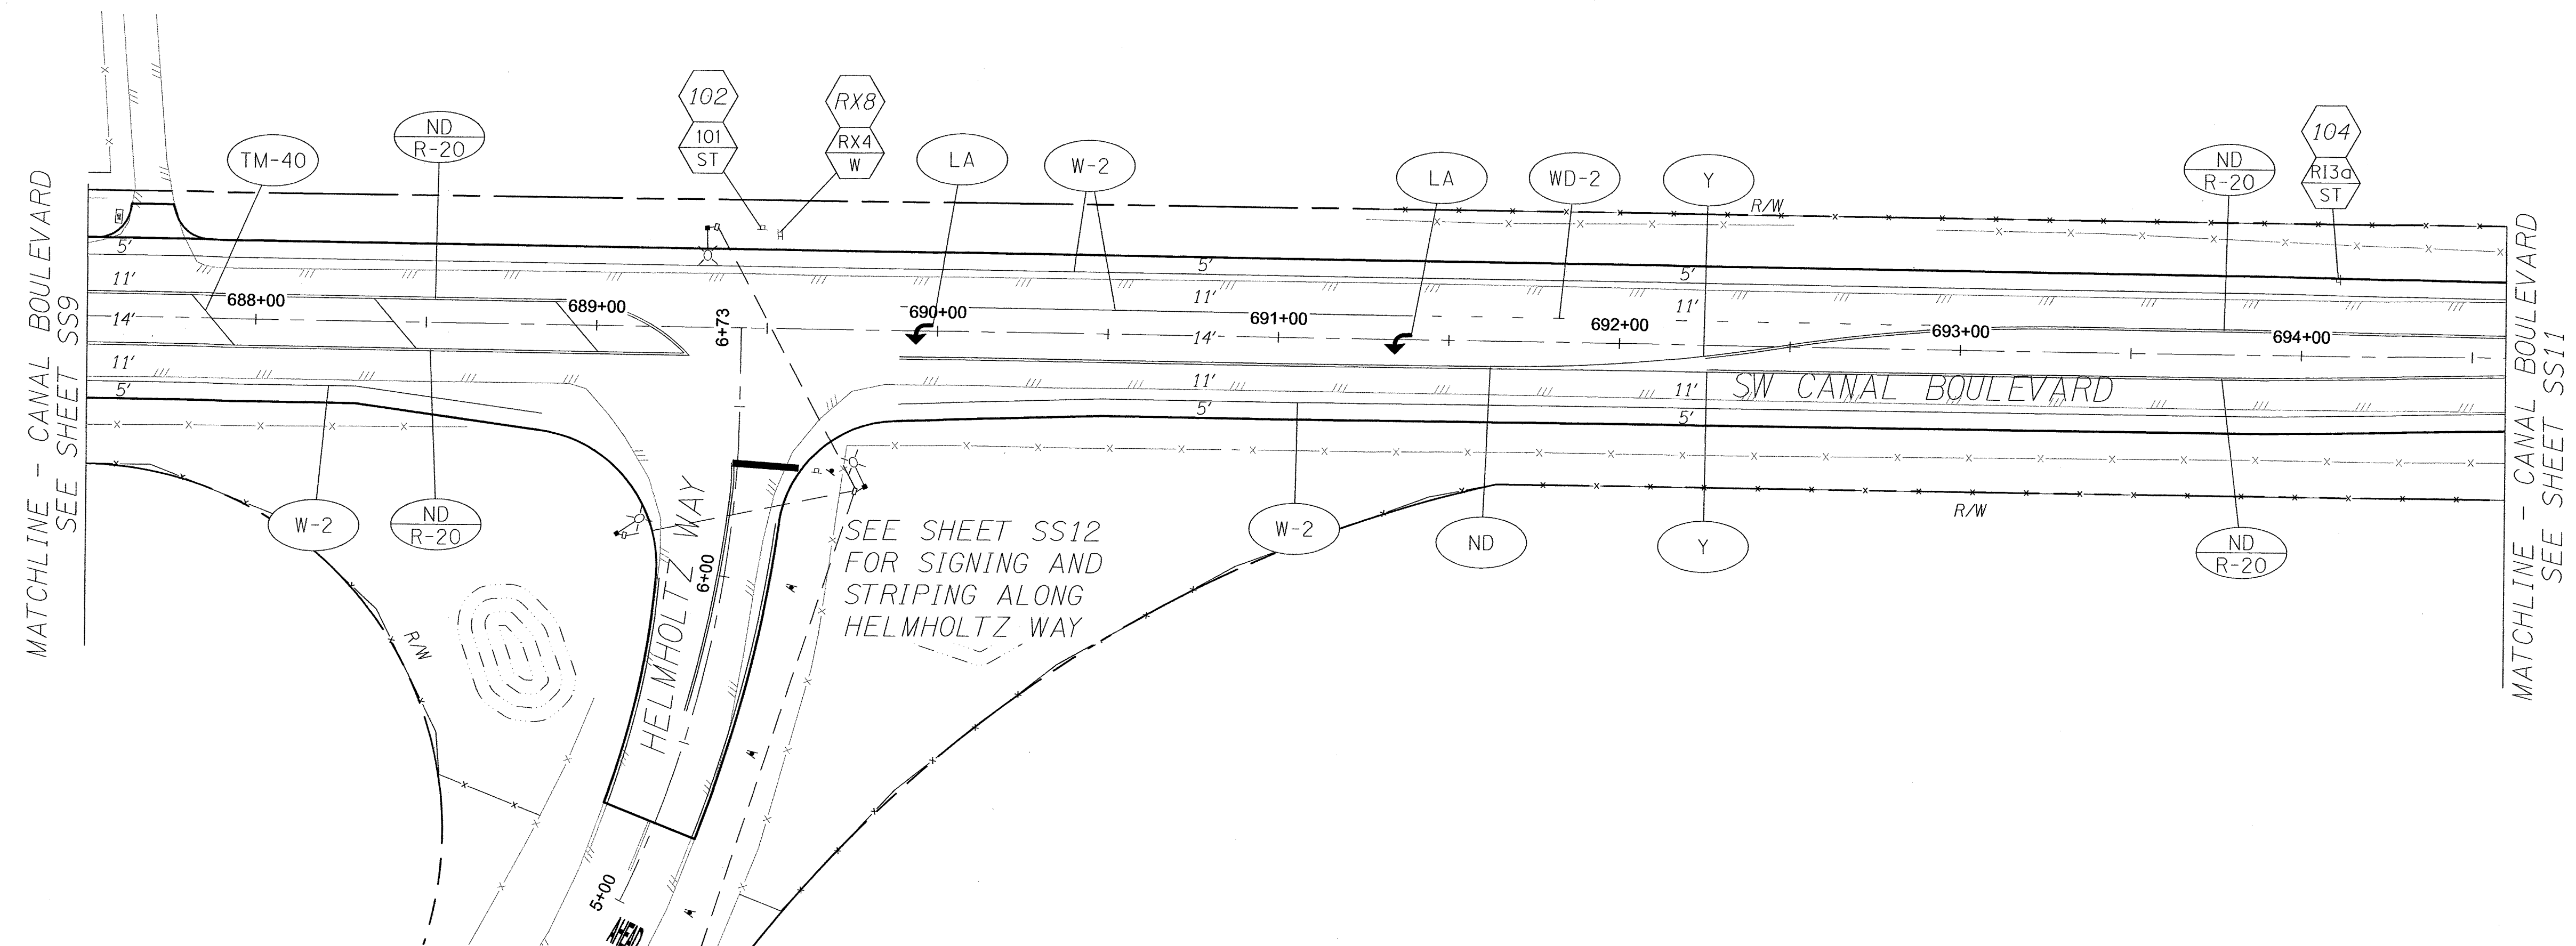 MATCHLINE - CANAL BOULEVARD
SEE SHEET SS9
TM-40
ND
R-20
102
101
ST
RX8
RX4
W
LA
W-2
LA
WD-2
Y
ND
R-20
104
R13a
ST
R/W
5'
5'
5'
11'
688+00
689+00
690+00
11'
691+00
11'
692+00
693+00
694+00
14'
6+73
14'
11'
11'
11'
SW CANAL BOULEVARD
5'
5'
5'
W-2
ND
R-20
HELMHOLTZ WAY
6+00
SEE SHEET SS12
FOR SIGNING AND
STRIPING ALONG
HELMHOLTZ WAY
W-2
ND
Y
R/W
ND
R-20
R/W
5+00
AHEAD
MATCHLINE - CANAL BOULEVARD
SEE SHEET SS11